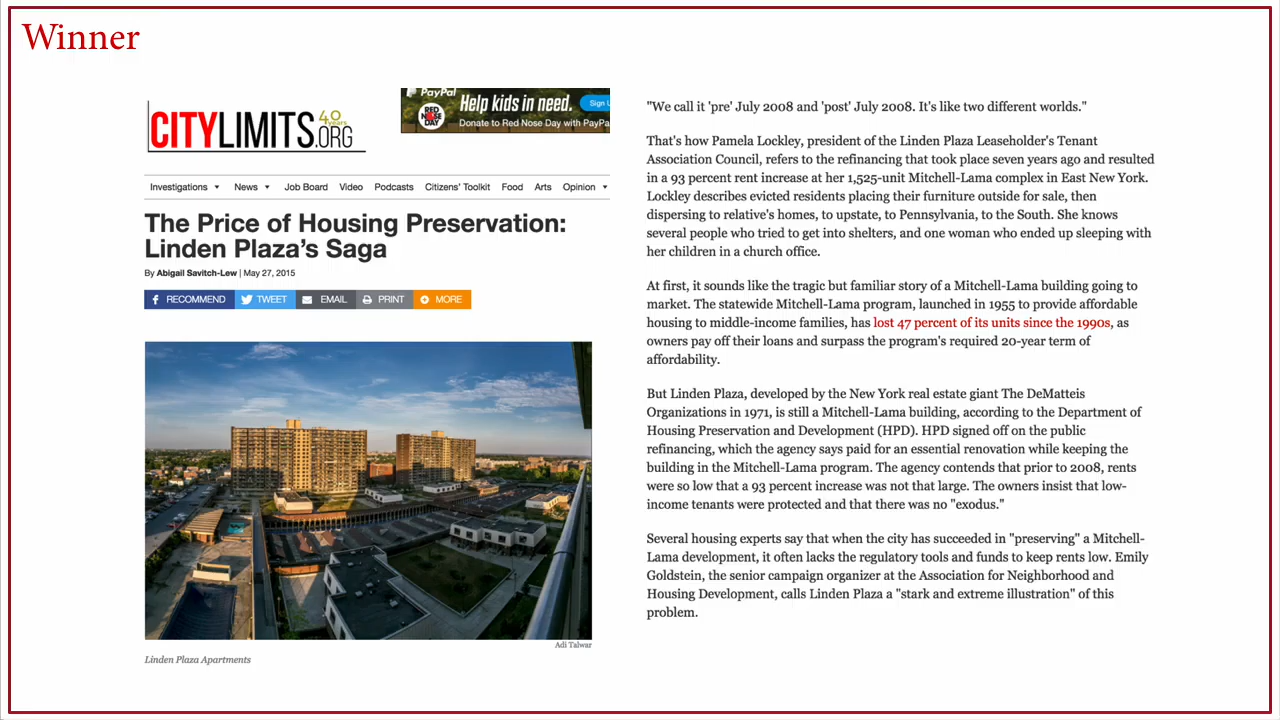 Winner
CITYLIMITS.ORG
40
years
PayPal
RED
NOSE
DAY
Help kids in need.
Donate to Red Nose Day with
Sign
Investigations News Job Board Video Podcasts Citizens' Toolkit Food Arts Opinion
The Price of Housing Preservation:
Linden Plaza's Saga
By Abigail Savitch-Lew | May 27, 2015
RECOMMEND TWEET EMAIL PRINT MORE
Adi Talwar
Linden Plaza Apartments
"We call it 'pre' July 2008 and 'post' July 2008. It's like two different worlds."
That's how Pamela Lockley, president of the Linden Plaza Leaseholder's Tenant
Association Council, refers to the refinancing that took place seven years ago and resulted
in a 93 percent rent increase at her 1,525-unit Mitchell-Lama complex in East New York.
Lockley describes evicted residents placing their furniture outside for sale, then
dispersing to relative's homes, to upstate, to Pennsylvania, to the South. She knows
several people who tried to get into shelters, and one woman who ended up sleeping with
her children in a church office.
At first, it sounds like the tragic but familiar story of a Mitchell-Lama building going to
market. The statewide Mitchell-Lama program, launched in 1955 to provide affordable
housing to middle-income families, has lost 47 percent of its units since the 1990s, as
owners pay off their loans and surpass the program's required 20-year term of
affordability.
But Linden Plaza, developed by the New York real estate giant The DeMatteis
Organizations in 1971, is still a Mitchell-Lama building, according to the Department of
Housing Preservation and Development (HPD). HPD signed off on the public
refinancing, which the agency says paid for an essential renovation while keeping the
building in the Mitchell-Lama program. The agency contends that prior to 2008, rents
were so low that a 93 percent increase was not that large. The owners insist that low-
income tenants were protected and that there was no "exodus."
Several housing experts say that when the city has succeeded in "preserving" a Mitchell-
Lama development, it often lacks the regulatory tools and funds to keep rents low. Emily
Goldstein, the senior campaign organizer at the Association for Neighborhood and
Housing Development, calls Linden Plaza a "stark and extreme illustration" of this
problem.